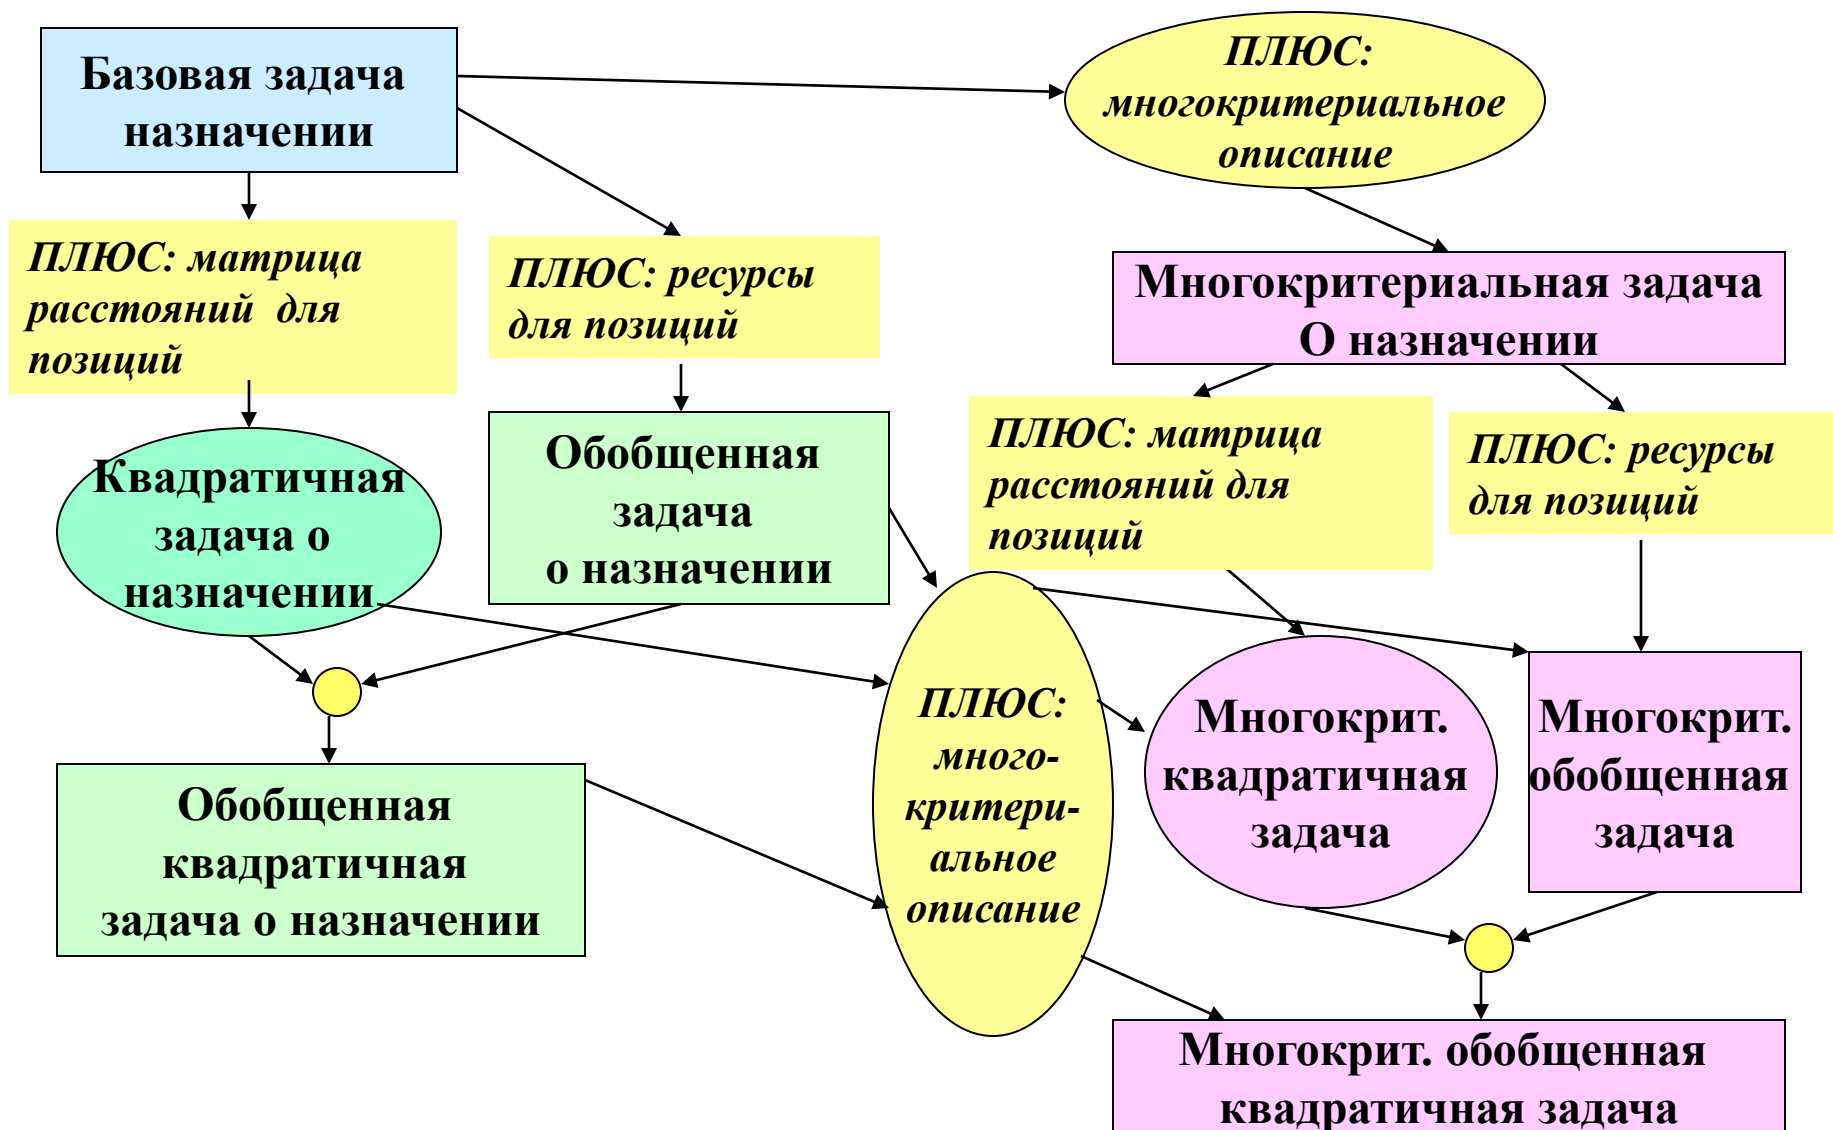 Базовая задача
назначении
ПЛЮС:
многокритериальное
описание
ПЛЮС: матрица
расстояний для
позиций
ПЛЮС: ресурсы
для позиций
Многокритериальная задача
О назначении
Квадратичная
задача о
назначении
Обобщенная
задача
о назначении
ПЛЮС: матрица
расстояний для
позиций
ПЛЮС: ресурсы
для позиций
ПЛЮС:
много-
критери-
альное
описание
Многокрит.
квадратичная
задача
Многокрит.
обобщенная
задача
Обобщенная
квадратичная
задача о назначении
Многокрит. обобщенная
квадратичная задача